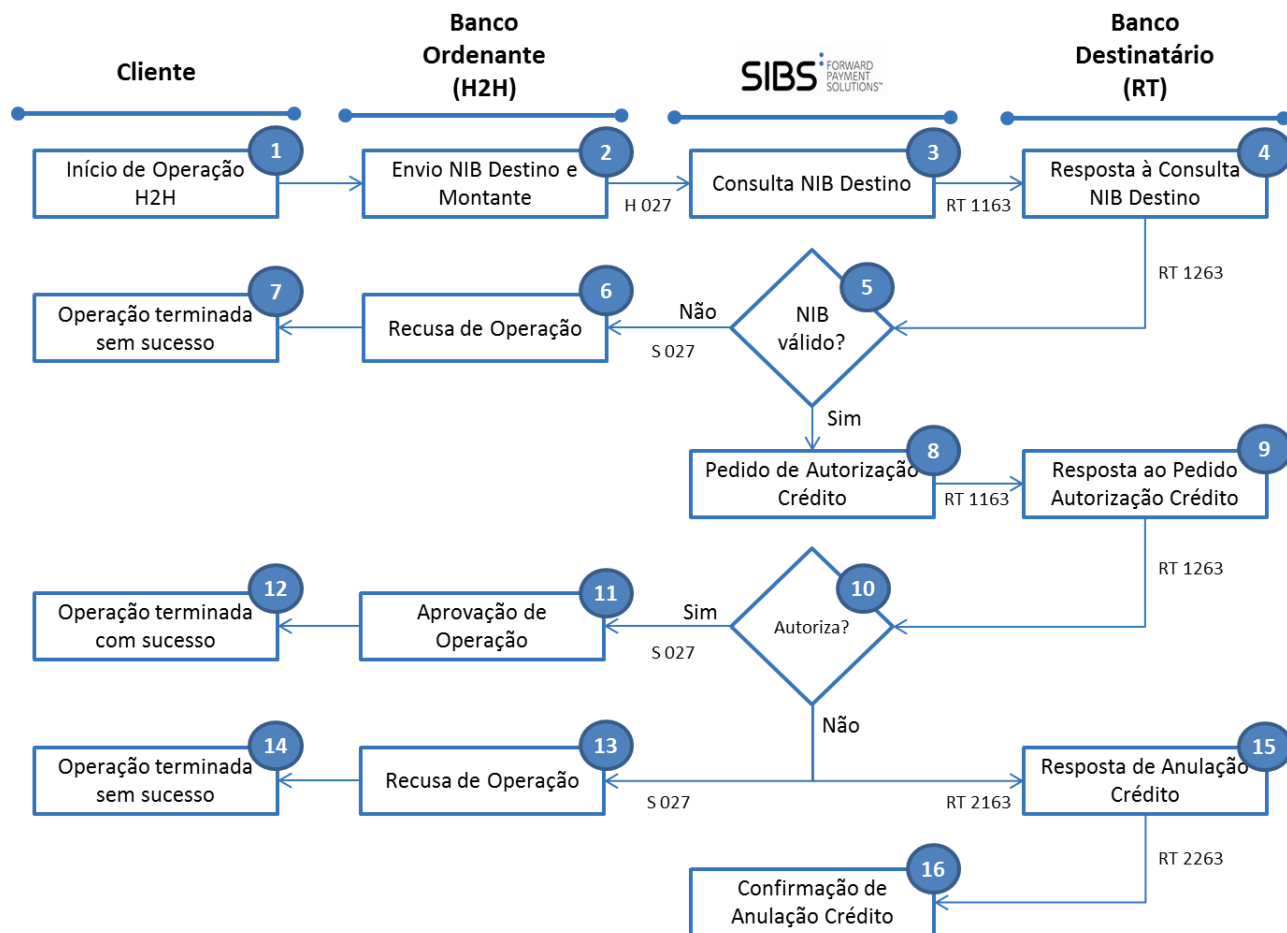 Cliente
Banco
Ordenante
(H2H)
SIBS
FORWARD
PAYMENT
SOLUTIONS™
Banco
Destinatário
(RT)
1
Início de Operação
H2H
2
Envio NIB Destino e
Montante
H 027
3
Consulta NIB Destino
RT 1163
4
Resposta à Consulta
NIB Destino
RT 1263
5
NIB
válido?
Não
S 027
6
Recusa de Operação
7
Operação terminada
sem sucesso
Sim
8
Pedido de Autorização
Crédito
RT 1163
9
Resposta ao Pedido
Autorização Crédito
RT 1263
10
Autoriza?
Sim
S 027
11
Aprovação de
Operação
12
Operação terminada
com sucesso
Não
13
Recusa de Operação
S 027
14
Operação terminada
sem sucesso
RT 2163
15
Resposta de Anulação
Crédito
RT 2263
16
Confirmação de
Anulação Crédito